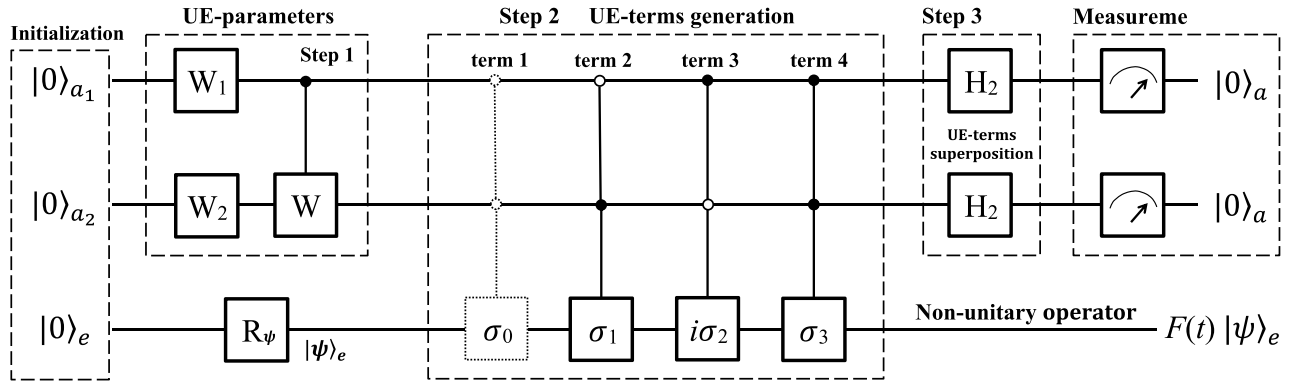 UE-parameters
Step 2 UE-terms generation
Step 3
Measureme
Initialization
Step 1
term 1 term 2 term 3 term 4
|0⟩a₁ W₁ H₂ |0⟩a
UE-terms
superposition
|0⟩a₂ W₂ W H₂ |0⟩a
Non-unitary operator
|0⟩e Rψ σ₀ σ₁ iσ₂ σ₃ F(t) |ψ⟩e
|ψ⟩e